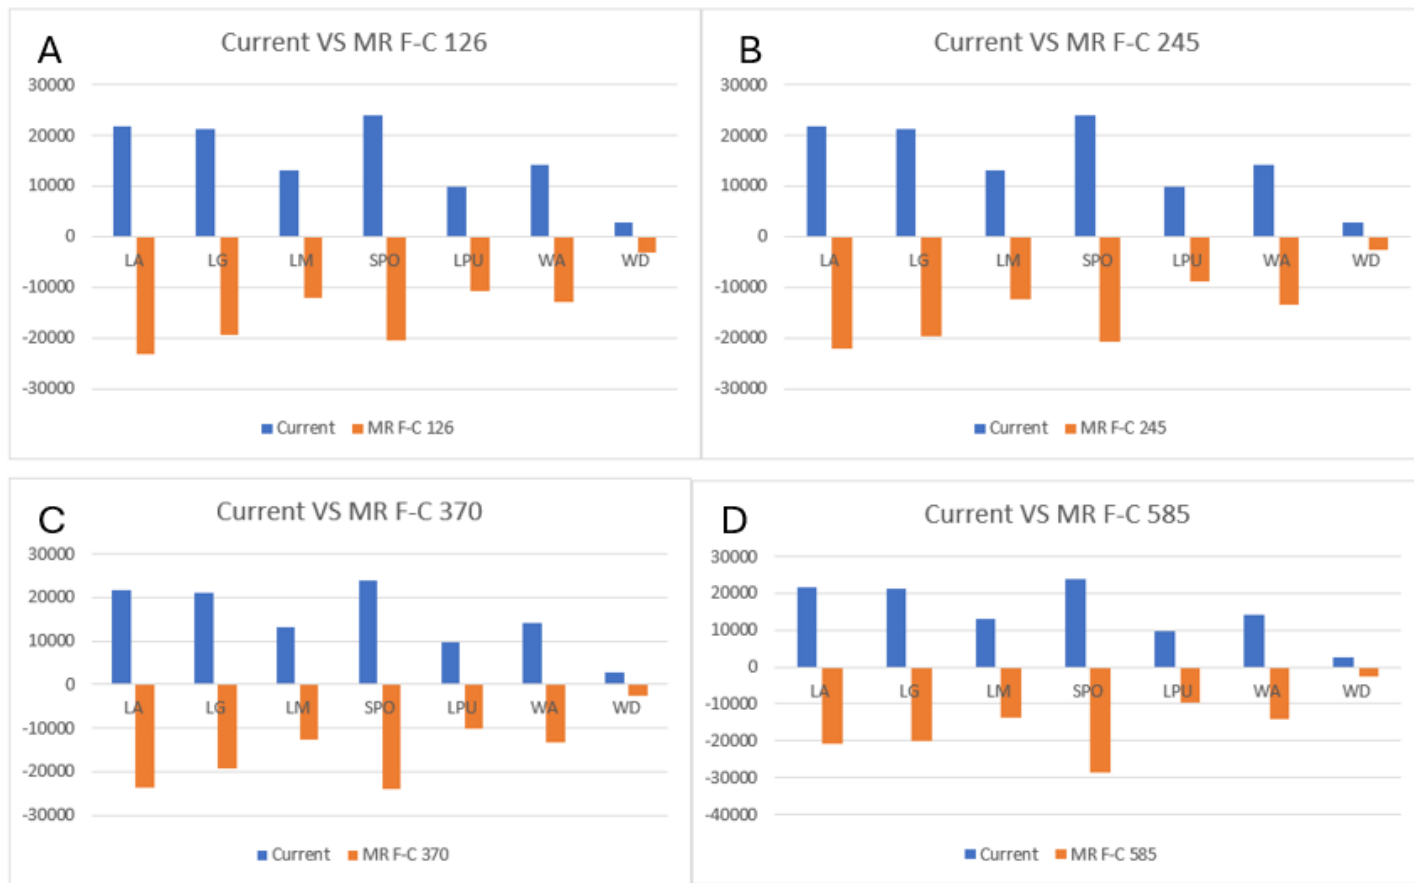 A
Current VS MR F-C 126
30000
20000
10000
0
LA LG LM SPO LPU WA WD
-10000
-20000
-30000
Current MR F-C 126
B
Current VS MR F-C 245
30000
20000
10000
0
LA LG LM SPO LPU WA WD
-10000
-20000
-30000
Current MR F-C 245
C
Current VS MR F-C 370
30000
20000
10000
0
LA LG LM SPO LPU WA WD
-10000
-20000
-30000
Current MR F-C 370
D
Current VS MR F-C 585
30000
20000
10000
0
LA LG LM SPO LPU WA WD
-10000
-20000
-30000
-40000
Current MR F-C 585